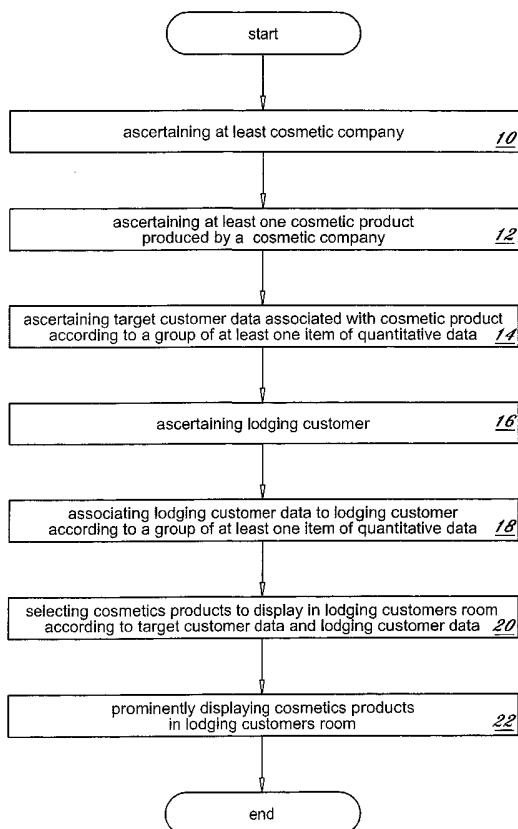 start
ascertaining at least cosmetic company 10
ascertaining at least one cosmetic product
produced by a cosmetic company 12
ascertaining target customer data associated with cosmetic product
according to a group of at least one item of quantitative data 14
ascertaining lodging customer 16
associating lodging customer data to lodging customer
according to a group of at least one item of quantitative data 18
selecting cosmetics products to display in lodging customers room
according to target customer data and lodging customer data 20
prominently displaying cosmetics products
in lodging customers room 22
end